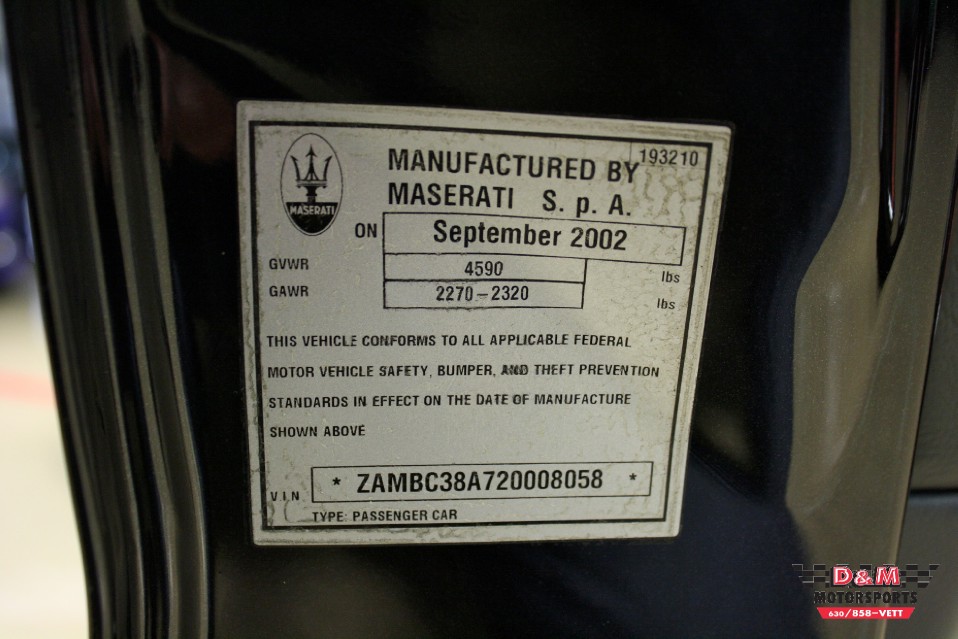 193210
MANUFACTURED BY
MASERATI S. p. A.
MASERATI
ON September 2002
GVWR 4590 lbs
GAWR 2270-2320 lbs
THIS VEHICLE CONFORMS TO ALL APPLICABLE FEDERAL
MOTOR VEHICLE SAFETY, BUMPER, AND THEFT PREVENTION
STANDARDS IN EFFECT ON THE DATE OF MANUFACTURE
SHOWN ABOVE
VIN * ZAMBC38A720008058 *
TYPE: PASSENGER CAR
D&M
MOTORSPORTS
630/858-VETT